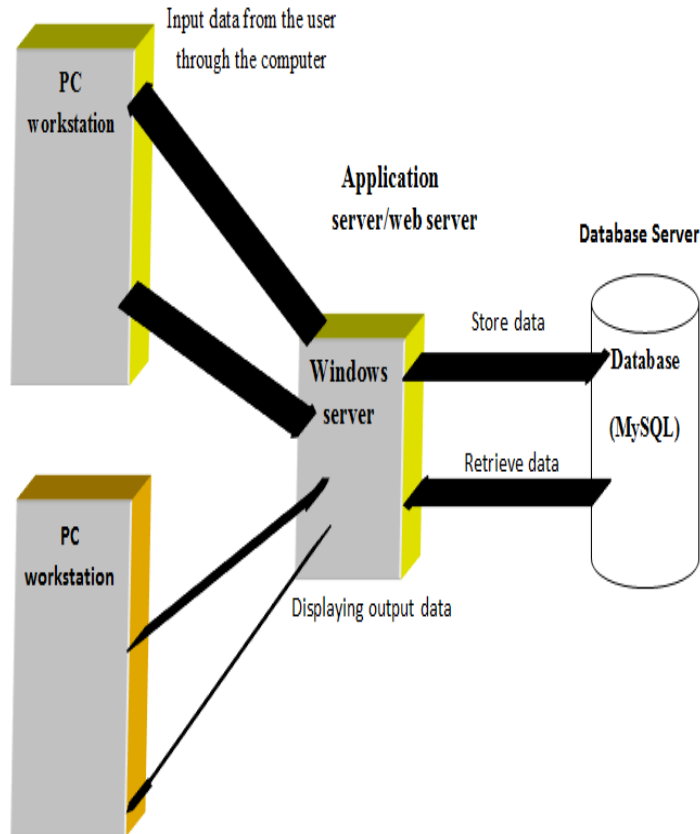 Input data from the user
through the computer
PC
workstation
Application
server/web server
Database Server
Store data
Windows
server
Database
(MySQL)
Retrieve data
PC
workstation
Displaying output data